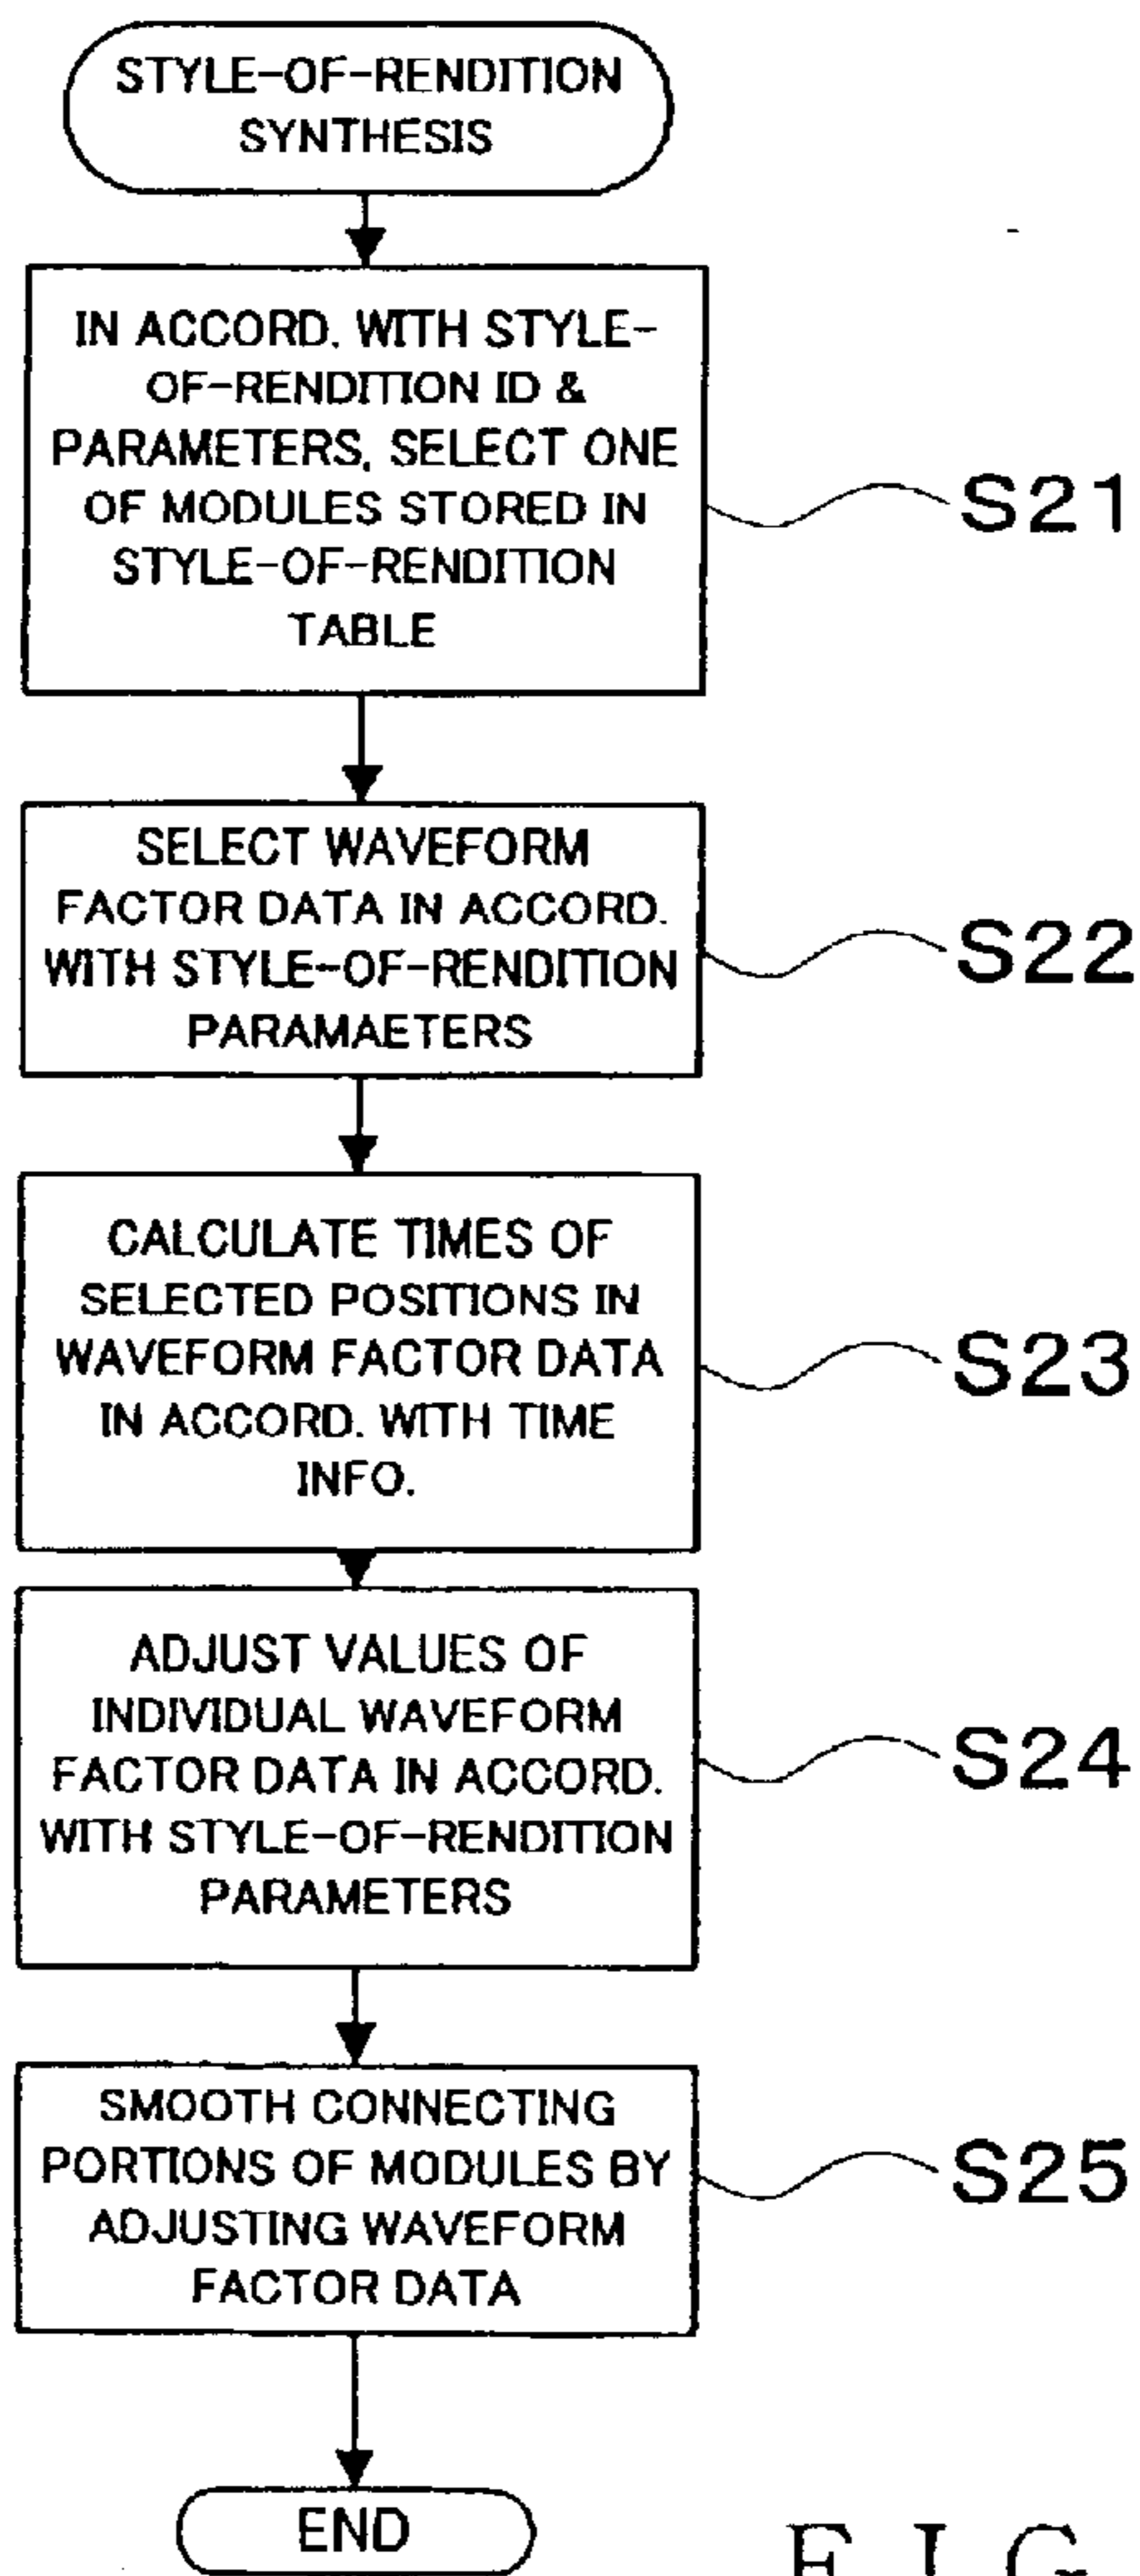 STYLE-OF-RENDITION
SYNTHESIS
IN ACCORD. WITH STYLE-
OF-RENDITION ID &
PARAMETERS, SELECT ONE
OF MODULES STORED IN
STYLE-OF-RENDITION
TABLE
S21
SELECT WAVEFORM
FACTOR DATA IN ACCORD.
WITH STYLE-OF-RENDITION
PARAMAETERS
S22
CALCULATE TIMES OF
SELECTED POSITIONS IN
WAVEFORM FACTOR DATA
IN ACCORD. WITH TIME
INFO.
S23
ADJUST VALUES OF
INDIVIDUAL WAVEFORM
FACTOR DATA IN ACCORD.
WITH STYLE-OF-RENDITION
PARAMETERS
S24
SMOOTH CONNECTING
PORTIONS OF MODULES BY
ADJUSTING WAVEFORM
FACTOR DATA
S25
END
FIG